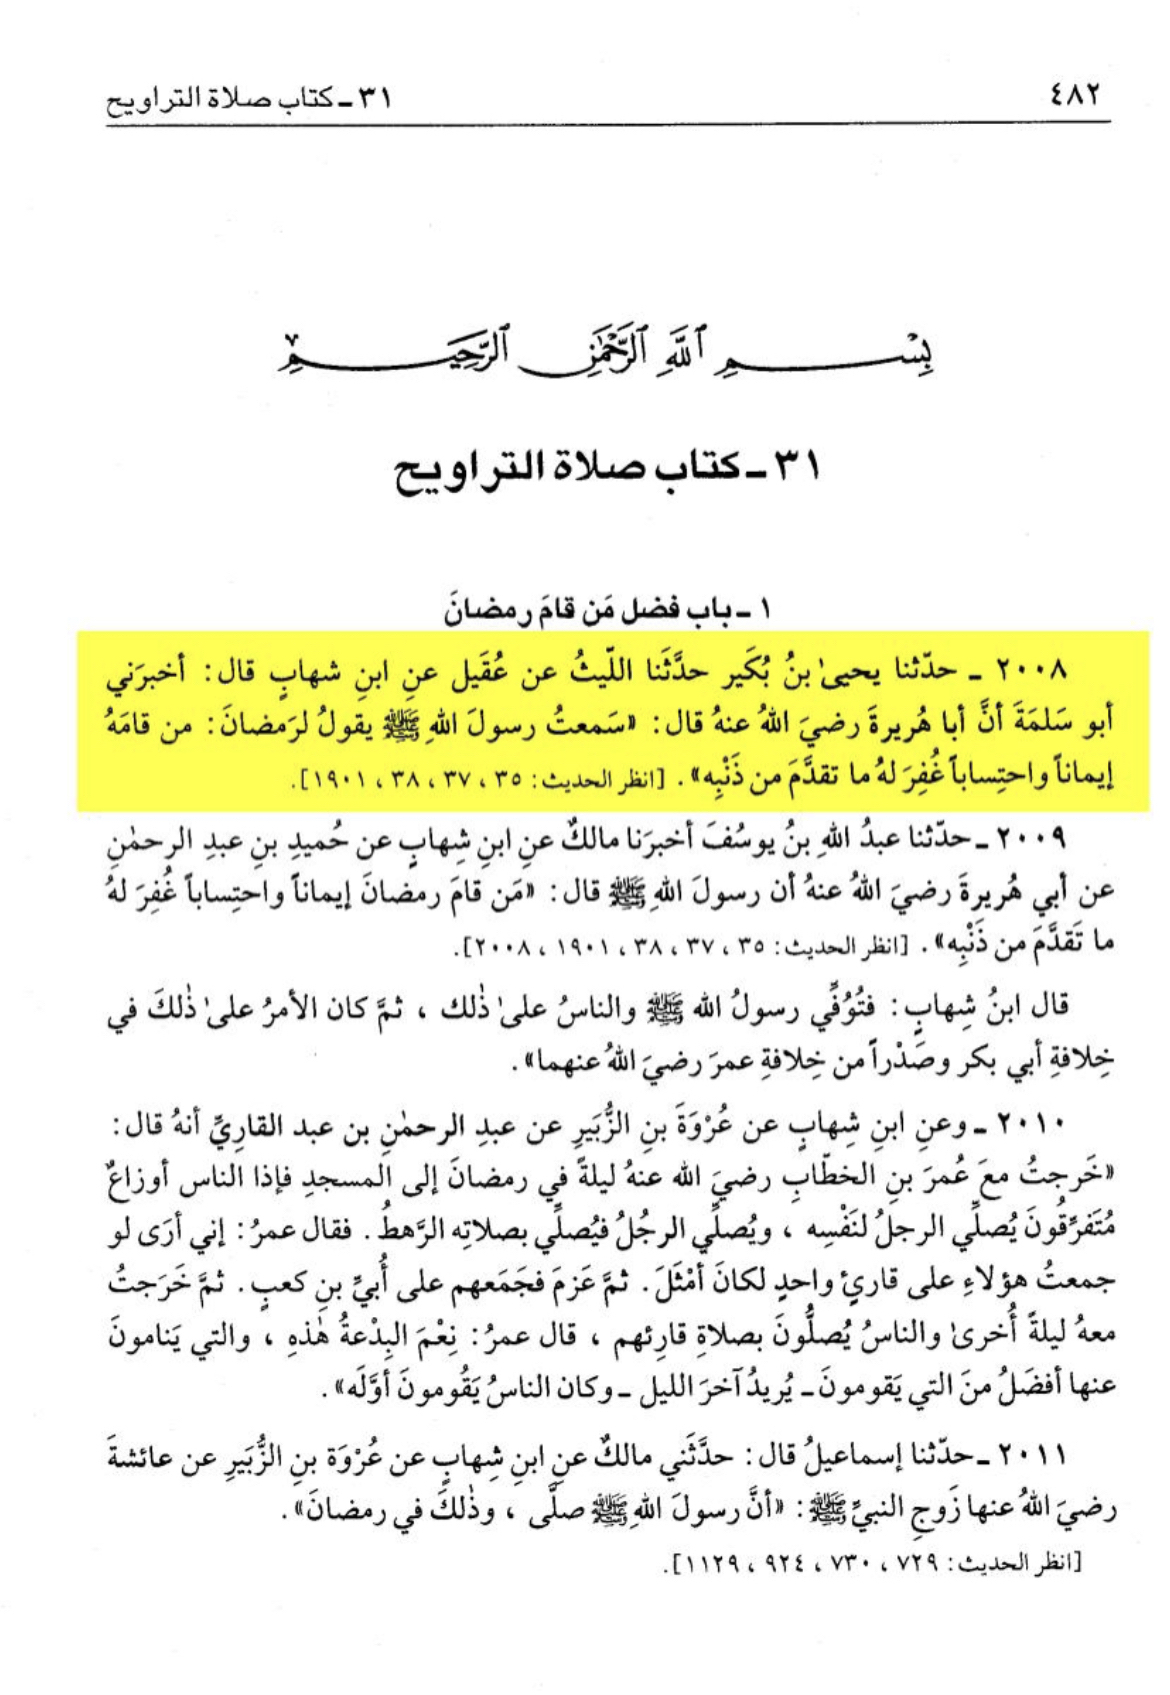 ٤٨٢ ٣١ ـ كتاب صلاة التراويح
بِسْمِ ٱللَّهِ ٱلرَّحْمَٰنِ ٱلرَّحِيمِ
٣١ ـ كتاب صلاة التراويح
١ ـ باب فضل مَن قامَ رمضانَ
٢٠٠٨ ـ حدّثنا يحيىٰ بنُ بُكَير حدَّثَنا اللّيثُ عن عُقَيل عنِ ابنِ شهابٍ قال: أخبرَني
أبو سَلمَةَ أنَّ أبا هُريرةَ رضيَ اللهُ عنهُ قال: «سَمعتُ رسولَ اللهِ ﷺ يقولُ لرَمضانَ: من قامَهُ
إيماناً واحتِساباً غُفِرَ لهُ ما تقدَّمَ من ذَنْبِه». [انظر الحديث: ٣٥، ٣٧، ٣٨، ١٩٠١].
٢٠٠٩ ـ حدّثنا عبدُ اللهِ بنُ يوسُفَ أخبرَنا مالكٌ عنِ ابنِ شِهابٍ عن حُميدِ بنِ عبدِ الرحمٰنِ
عن أبي هُريرةَ رضيَ اللهُ عنهُ أن رسولَ اللهِ ﷺ قال: «مَن قامَ رمضانَ إيماناً واحتِساباً غُفِرَ لهُ
ما تَقدَّمَ من ذَنْبِه». [انظر الحديث: ٣٥، ٣٧، ٣٨، ١٩٠١، ٢٠٠٨].
قال ابنُ شِهابٍ: فتُوُفِّي رسولُ الله ﷺ والناسُ علىٰ ذٰلك ، ثمَّ كان الأمرُ علىٰ ذٰلكَ في
خِلافةِ أبي بكر وصَدْراً من خِلافةِ عمرَ رضيَ اللهُ عنهما».
٢٠١٠ ـ وعنِ ابنِ شِهابٍ عن عُرْوَةَ بنِ الزُّبَيرِ عن عبدِ الرحمٰنِ بن عبد القارِيِّ أنهُ قال:
«خَرجتُ معَ عُمرَ بنِ الخطّابِ رضيَ الله عنهُ ليلةً في رمضانَ إلى المسجدِ فإذا الناس أوزاعٌ
مُتَفرِّقُونَ يُصلِّي الرجلُ لنَفْسِه ، ويُصلِّي الرجُلُ فيُصلِّي بصلاتِه الرَّهطُ. فقال عمرُ: إني أرَى لو
جمعتُ هؤلاءِ على قارئٍ واحدٍ لكانَ أمْثَلَ. ثمَّ عَزمَ فجَمَعهم على أُبيِّ بنِ كعبٍ. ثمَّ خَرَجتُ
معهُ ليلةً أُخرىٰ والناسُ يُصلُّونَ بصلاةِ قارِئهم ، قال عمرُ: نِعْمَ البِدْعةُ هٰذهِ ، والتي يَنامونَ
عنها أفضَلُ منَ التي يَقومونَ ـ يُريدُ آخرَ الليل ـ وكان الناسُ يَقُومونَ أوَّلَه».
٢٠١١ ـ حدّثنا إسماعيلُ قال: حدَّثَني مالكٌ عنِ ابنِ شِهابٍ عن عُرْوَة بنِ الزُّبَيرِ عن عائشةَ
رضيَ اللهُ عنها زَوجِ النبيِّ ﷺ: «أنَّ رسولَ اللهِ ﷺ صلَّى ، وذٰلكَ في رمضانَ».
[انظر الحديث: ٧٢٩، ٧٣٠، ٩٢٤، ١١٢٩].